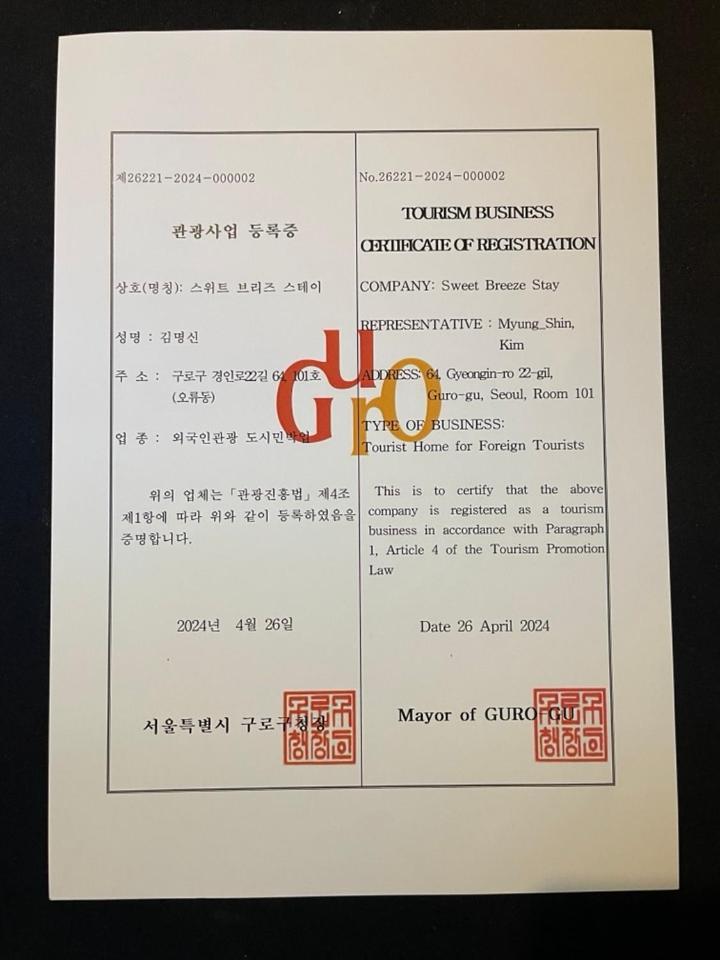 제26221-2024-000002
관광사업 등록증
상호(명칭): 스위트 브리즈 스테이
성명 : 김명신
주 소 : 구로구 경인로22길 64, 101호
(오류동)
업 종 : 외국인관광 도시민박업
위의 업체는「관광진흥법」제4조
제1항에 따라 위와 같이 등록하였음을
증명합니다.
2024년 4월 26일
서울특별시 구로구청장
No.26221-2024-000002
TOURISM BUSINESS
CERTIFICATE OF REGISTRATION
COMPANY: Sweet Breeze Stay
REPRESENTATIVE : Myung_Shin,
Kim
ADDRESS: 64, Gyeongin-ro 22-gil,
Guro-gu, Seoul, Room 101
TYPE OF BUSINESS:
Tourist Home for Foreign Tourists
This is to certify that the above
company is registered as a tourism
business in accordance with Paragraph
1, Article 4 of the Tourism Promotion
Law
Date 26 April 2024
Mayor of GURO-GU
Guro